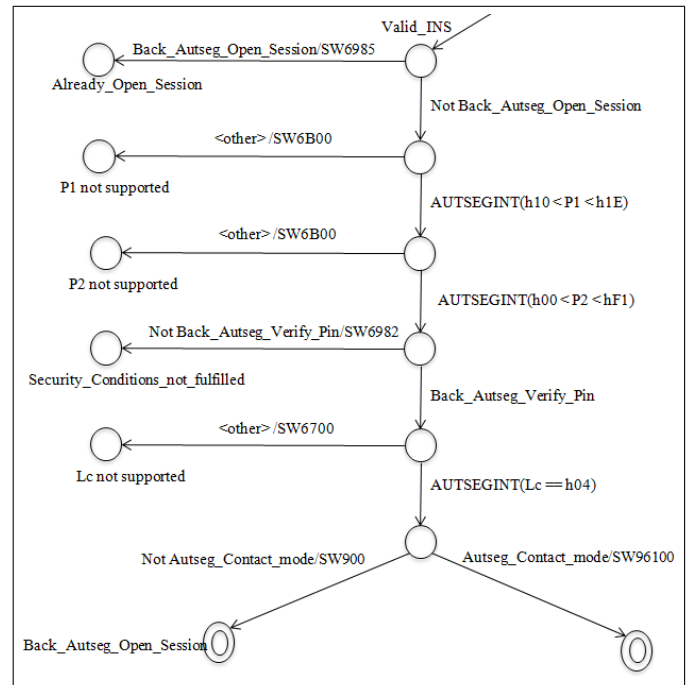 Valid_INS
Back_Autseg_Open_Session/SW6985
Already_Open_Session
Not Back_Autseg_Open_Session
<other>/SW6B00
P1 not supported
AUTSEGINT(h10<P1<h1E)
<other>/SW6B00
P2 not supported
AUTSEGINT(h00<P2<hF1)
Not Back_Autseg_Verify_Pin/SW6982
Security_Conditions_not_fulfilled
Back_Autseg_Verify_Pin
<other>/SW6700
Lc not supported
AUTSEGINT(Lc==h04)
Not Autseg_Contact_mode/SW900
Autseg_Contact_mode/SW96100
Back_Autseg_Open_Session